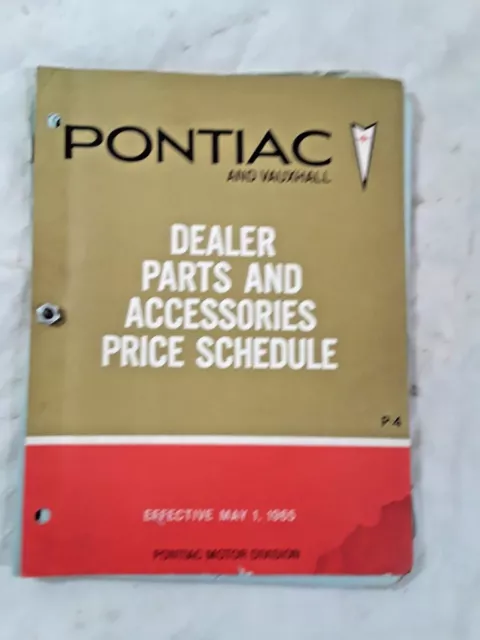 PONTIAC
AND VAUXHALL
DEALER
PARTS AND
ACCESSORIES
PRICE SCHEDULE
P-4
EFFECTIVE MAY 1, 1965
PONTIAC MOTOR DIVISION